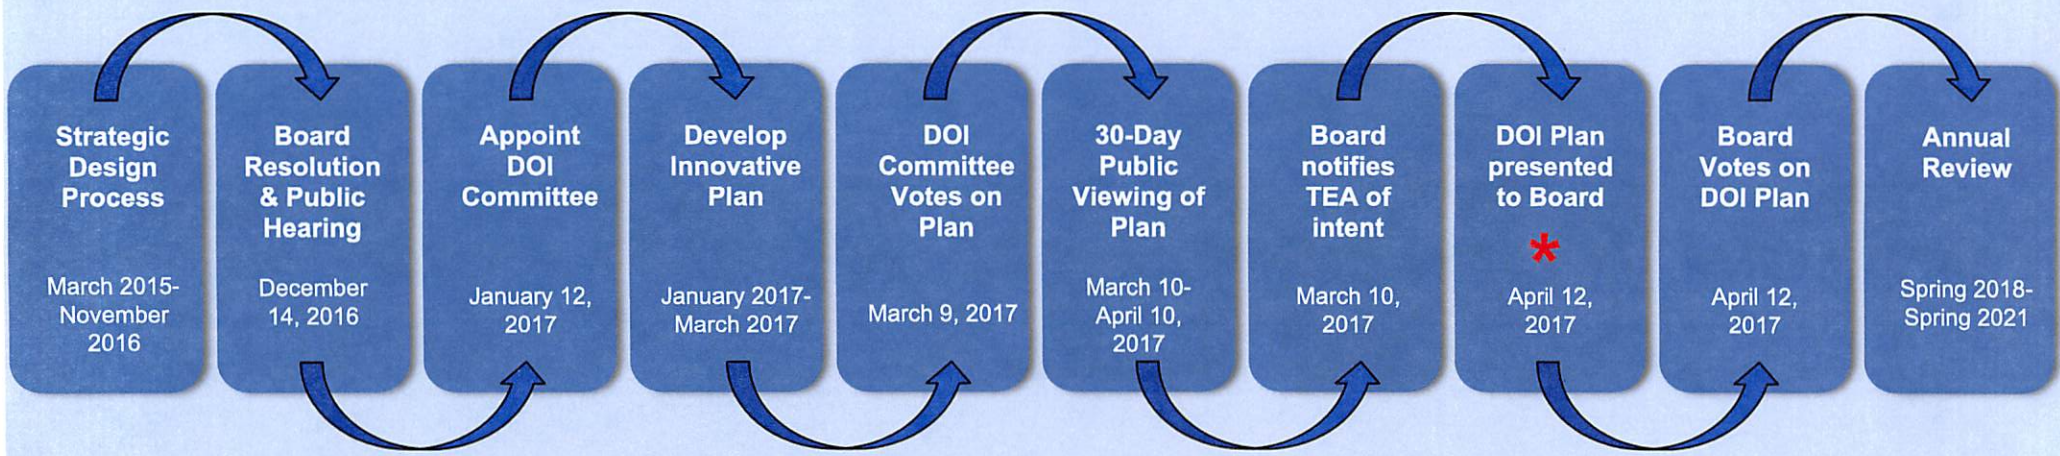 Strategic
Design
Process
March 2015-
November
2016
Board
Resolution
& Public
Hearing
December
14, 2016
Appoint
DOI
Committee
January 12,
2017
Develop
Innovative
Plan
January 2017-
March 2017
DOI
Committee
Votes on
Plan
March 9, 2017
30-Day
Public
Viewing of
Plan
March 10-
April 10,
2017
Board
notifies
TEA of
intent
March 10,
2017
DOI Plan
presented
to Board
*
April 12,
2017
Board
Votes on
DOI Plan
April 12,
2017
Annual
Review
Spring 2018-
Spring 2021